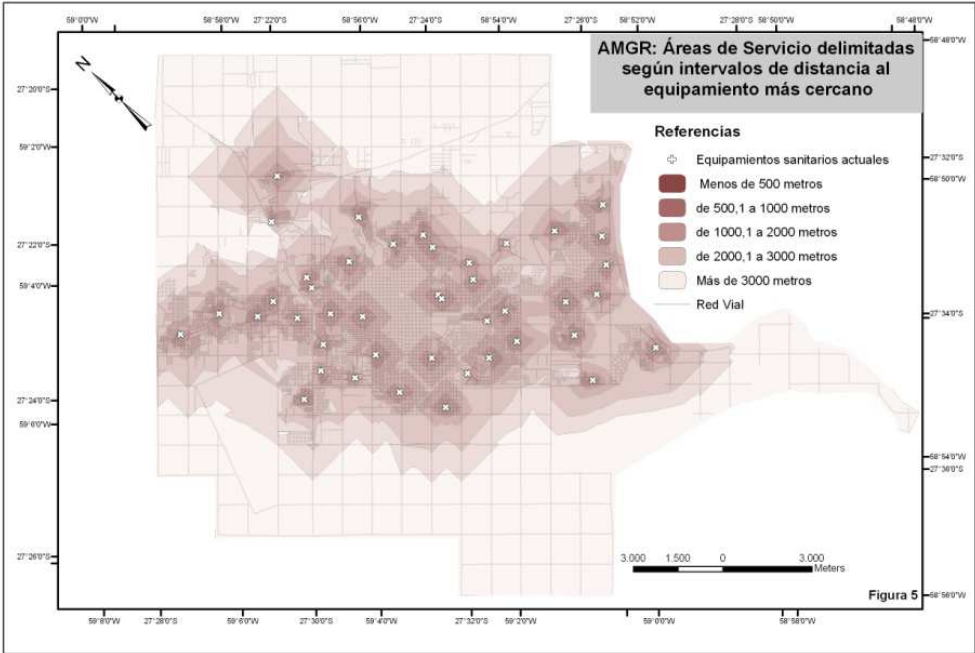 59°0'0"W 58°56'0"W 27°22'0"S 58°56'0"W 27°24'0"S 58°54'0"W 27°26'0"S 58°52'0"W 27°28'0"S 58°50'0"W 58°48'0"W
AMGR: Áreas de Servicio delimitadas
según intervalos de distancia al
equipamiento más cercano
N
Referencias
Equipamientos sanitarios actuales
Menos de 500 metros
de 500,1 a 1000 metros
de 1000,1 a 2000 metros
de 2000,1 a 3000 metros
Más de 3000 metros
Red Vial
27°20'0"S
59°2'0"W
27°22'0"S
59°4'0"W
27°24'0"S
59°6'0"W
27°26'0"S
58°48'0"W
27°32'0"S
58°50'0"W
27°34'0"S
58°54'0"W
27°36'0"S
58°56'0"W
3.000 1.500 0 3.000
Meters
Figura 5
59°8'0"W 27°28'0"S 59°6'0"W 27°30'0"S 59°4'0"W 27°32'0"S 59°2'0"W 59°0'0"W 58°58'0"W